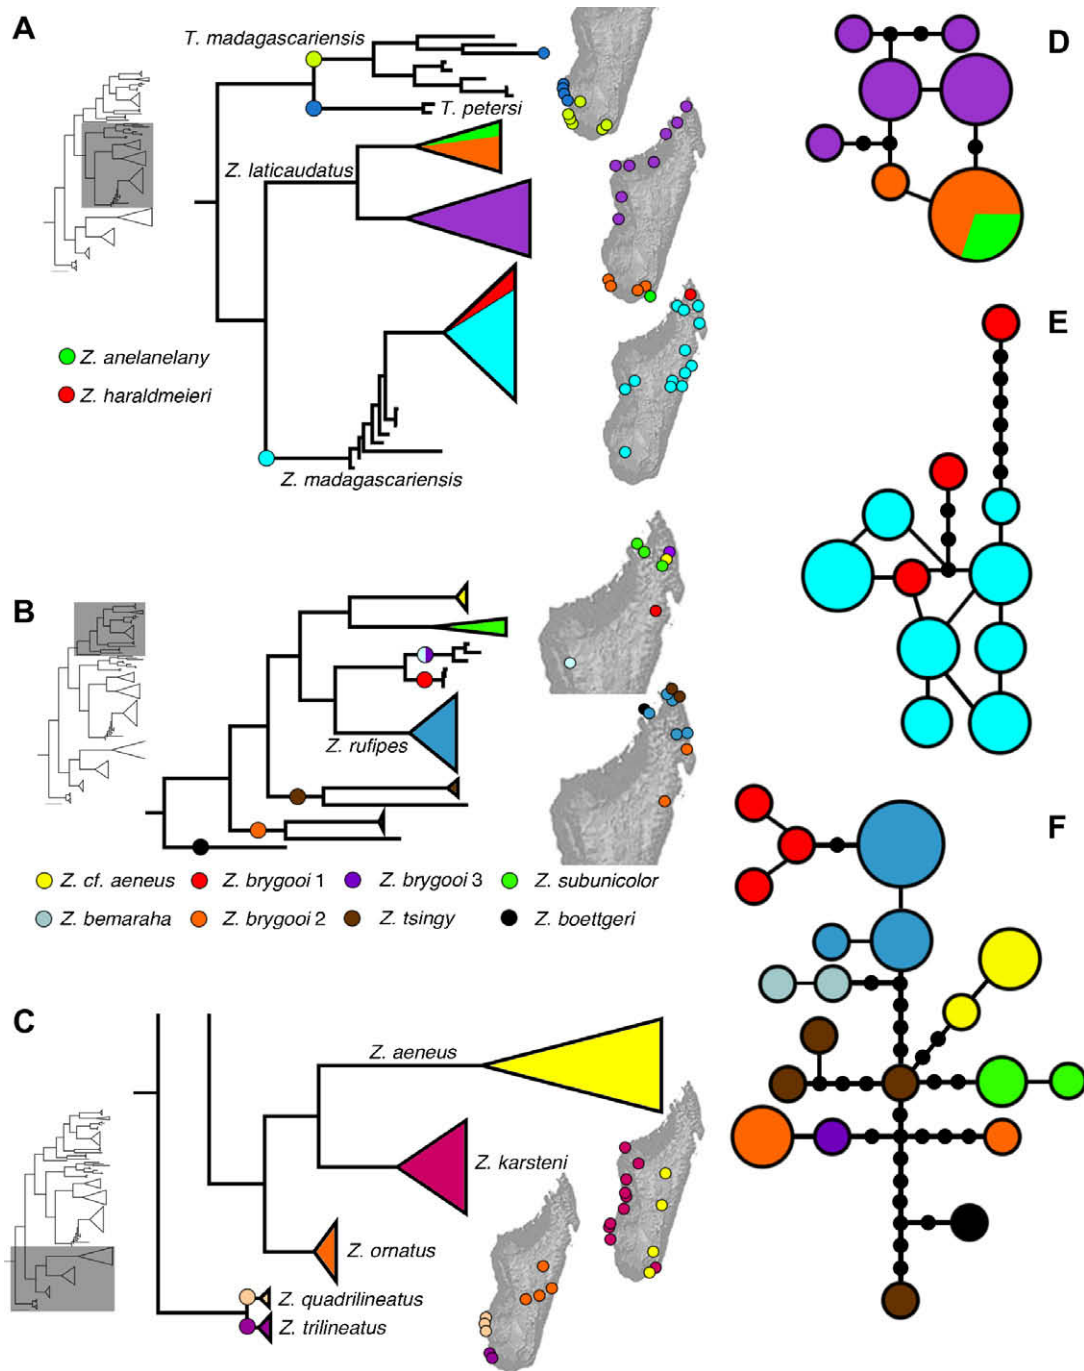 A
T. madagascariensis
T. petersi
Z. laticaudatus
Z. anelanelany
Z. haraldmeieri
Z. madagascariensis
D
E
B
Z. rufipes
Z. cf. aeneus
Z. brygooi 1
Z. brygooi 3
Z. subunicolor
Z. bemaraha
Z. brygooi 2
Z. tsingy
Z. boettgeri
F
C
Z. aeneus
Z. karsteni
Z. ornatus
Z. quadrilineatus
Z. trilineatus